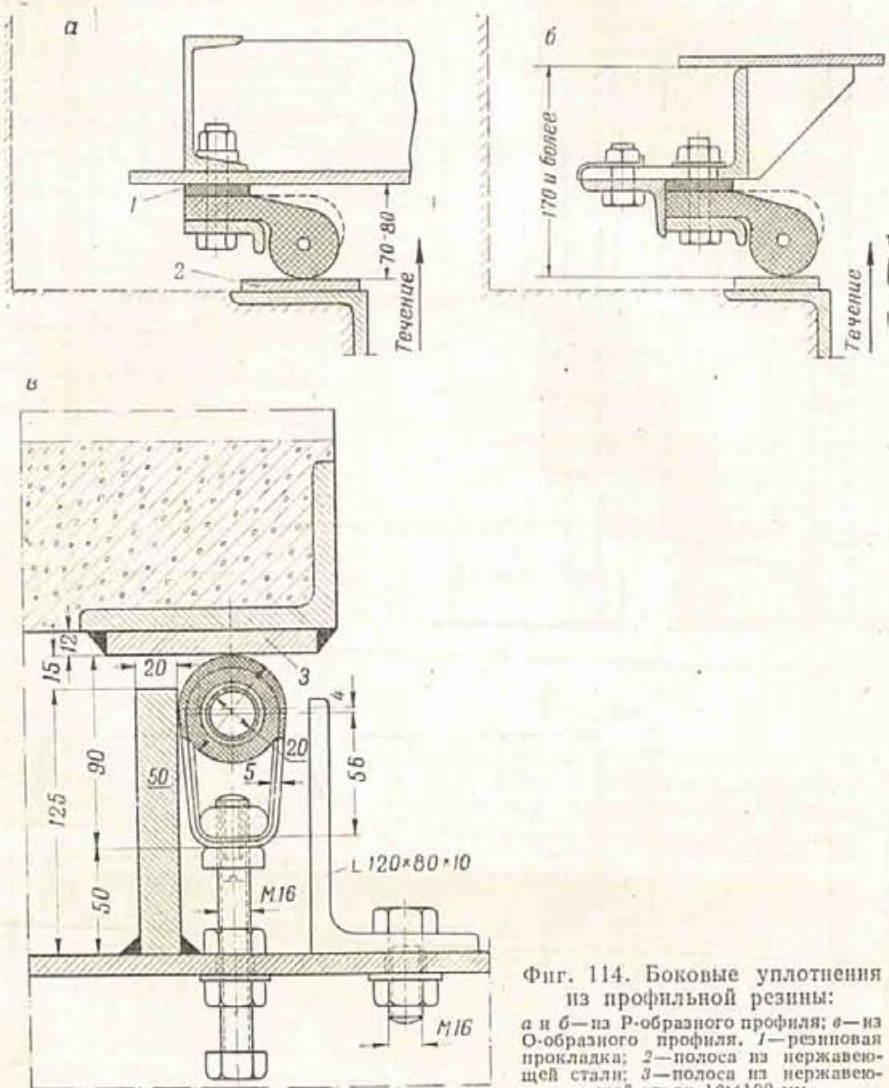 а
б
1
2
70-80
Течение
170 и более
Течение
в
12
15
20
3
4
90
125
50
5
20
56
50
М16
L 120×80×10
М16
Фиг. 114. Боковые уплотнения
из профильной резины:
а и б—из Р-образного профиля; в—из
О-образного профиля. 1—резиновая
прокладка; 2—полоса из нержавею-
щей стали; 3—полоса из нержавею-